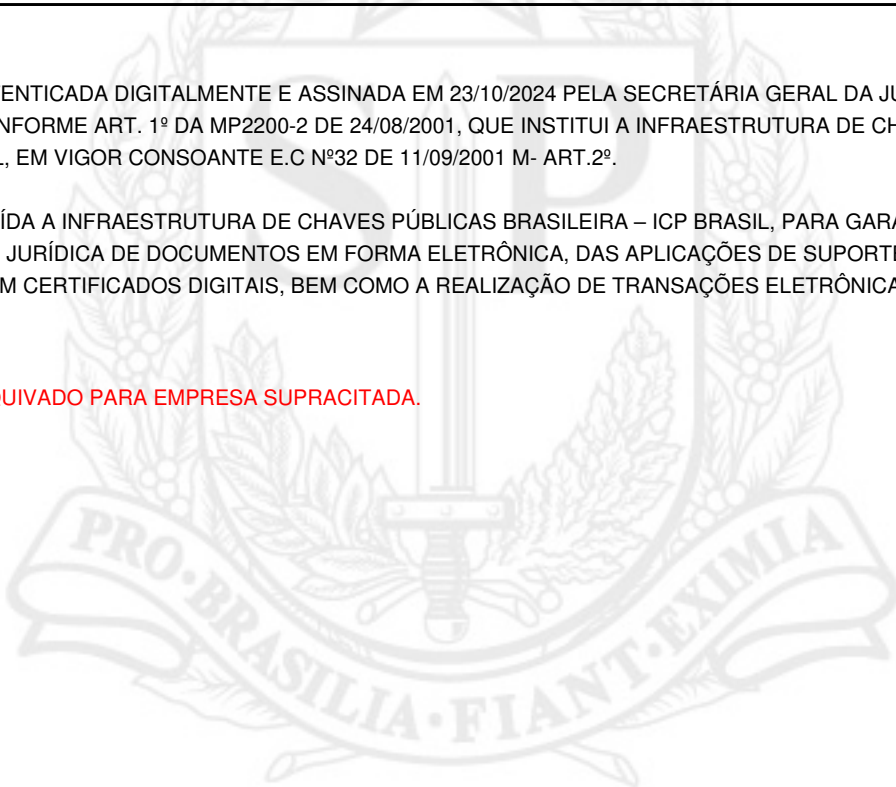 ENTICADA DIGITALMENTE E ASSINADA EM 23/10/2024 PELA SECRETÁRIA GERAL DA JU
NFORME ART. 1º DA MP2200-2 DE 24/08/2001, QUE INSTITUI A INFRAESTRUTURA DE CH
L, EM VIGOR CONSOANTE E.C Nº32 DE 11/09/2001 M- ART.2º.
ÍDA A INFRAESTRUTURA DE CHAVES PÚBLICAS BRASILEIRA – ICP BRASIL, PARA GARA
JURÍDICA DE DOCUMENTOS EM FORMA ELETRÔNICA, DAS APLICAÇÕES DE SUPORTE
M CERTIFICADOS DIGITAIS, BEM COMO A REALIZAÇÃO DE TRANSAÇÕES ELETRÔNICA
UIVADO PARA EMPRESA SUPRACITADA.
SP
PRO·BRASILIA·FIANT·EXIMIA